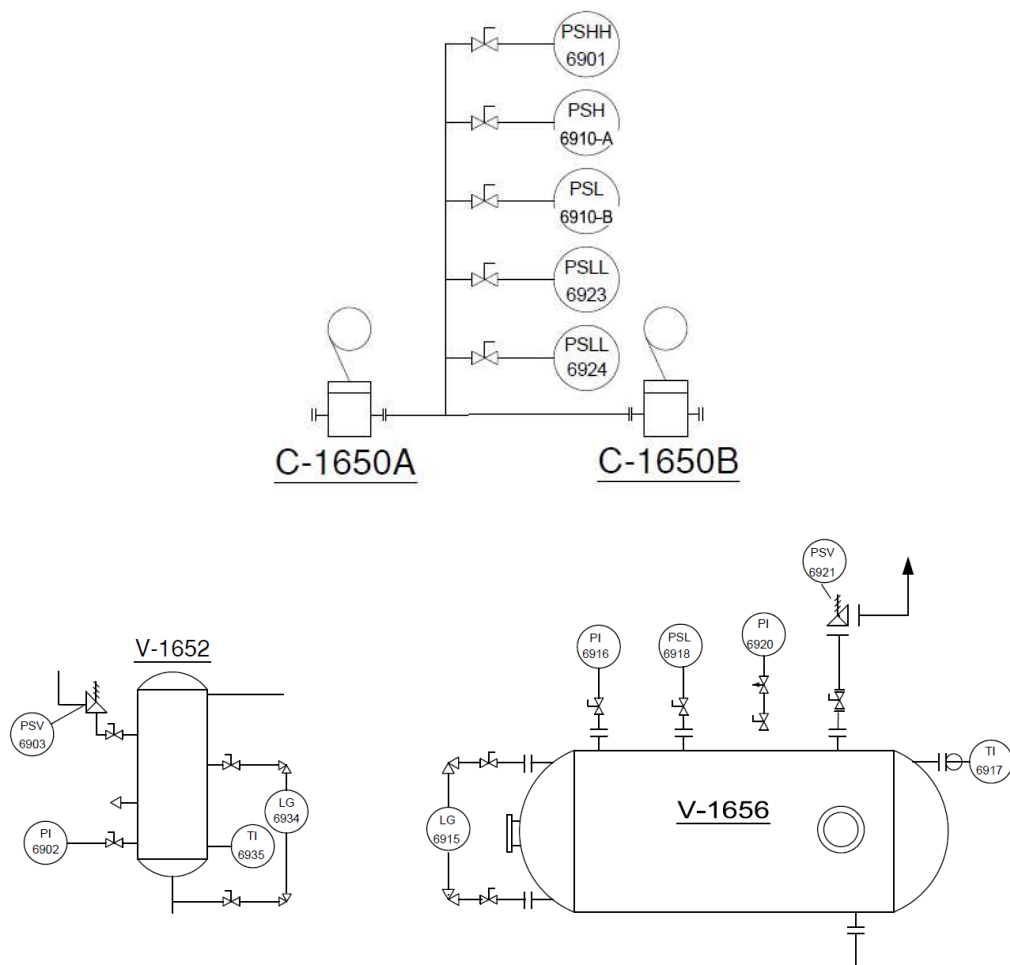 PSHH
6901
PSH
6910-A
PSL
6910-B
PSLL
6923
PSLL
6924
C-1650A
C-1650B
PSV
6921
V-1652
PI
6916
PSL
6918
PI
6920
PSV
6903
TI
6917
V-1656
LG
6934
LG
6915
PI
6902
TI
6935